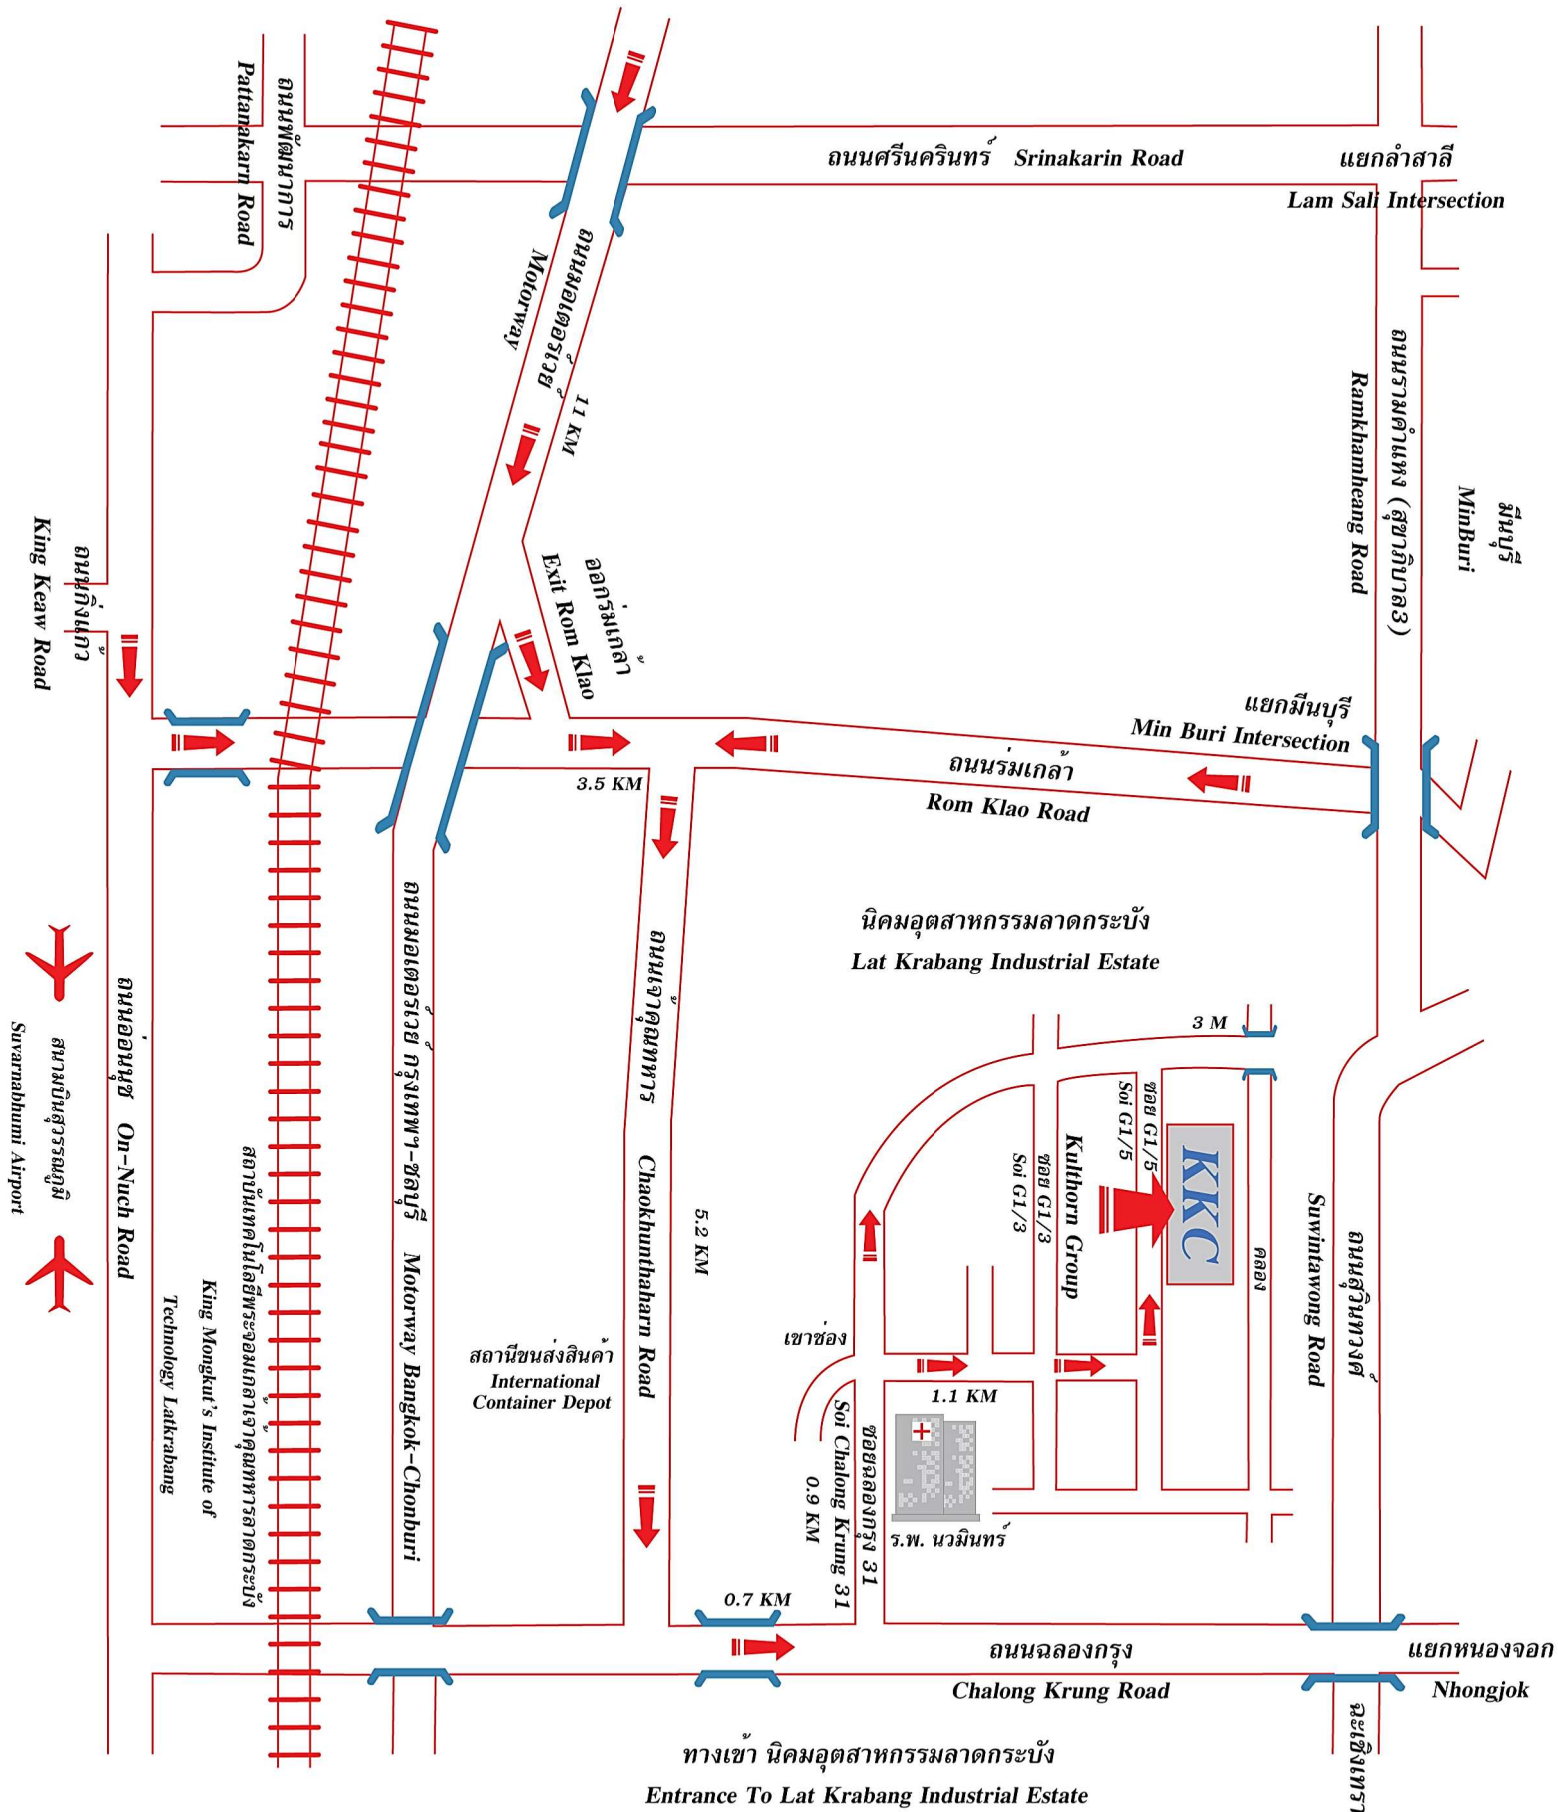 ถนนพัฒนาการ
Pattanakarn Road
ถนนศรีนครินทร์ Srinakarin Road
แยกลำสาลี
Lam Sali Intersection
ถนนมอเตอร์เวย์
Motorway
11 KM
ถนนรามคำแหง (สุขาภิบาล3)
Ramkhamheang Road
มีนบุรี
MinBuri
ถนนกิ่งแก้ว
King Keaw Road
ออกร่มเกล้า
Exit Rom Klao
แยกมีนบุรี
Min Buri Intersection
3.5 KM
ถนนร่มเกล้า
Rom Klao Road
นิคมอุตสาหกรรมลาดกระบัง
Lat Krabang Industrial Estate
สนามบินสุวรรณภูมิ
Suvarnabhumi Airport
ถนนอ่อนนุช On-Nuch Road
ถนนมอเตอร์เวย์ กรุงเทพฯ-ชลบุรี Motorway Bangkok-Chonburi
ถนนเจ้าคุณทหาร Chaokhunthaharn Road
5.2 KM
3 M
ซอย G1/5
Soi G1/5
KKC
Kulthorn Group
ซอย G1/3
Soi G1/3
คลอง
ถนนสุวินทวงศ์
Suwintawong Road
สถาบันเทคโนโลยีพระจอมเกล้าเจ้าคุณทหารลาดกระบัง
King Mongkut's Institute of
Technology Latkrabang
สถานีขนส่งสินค้า
International
Container Depot
เขาช่อง
1.1 KM
ซอยฉลองกรุง 31
Soi Chalong Krung 31
0.9 KM
ร.พ. นวมินทร์
0.7 KM
ถนนฉลองกรุง
Chalong Krung Road
แยกหนองจอก
Nhongjok
ฉะเชิงเทรา
ทางเข้า นิคมอุตสาหกรรมลาดกระบัง
Entrance To Lat Krabang Industrial Estate